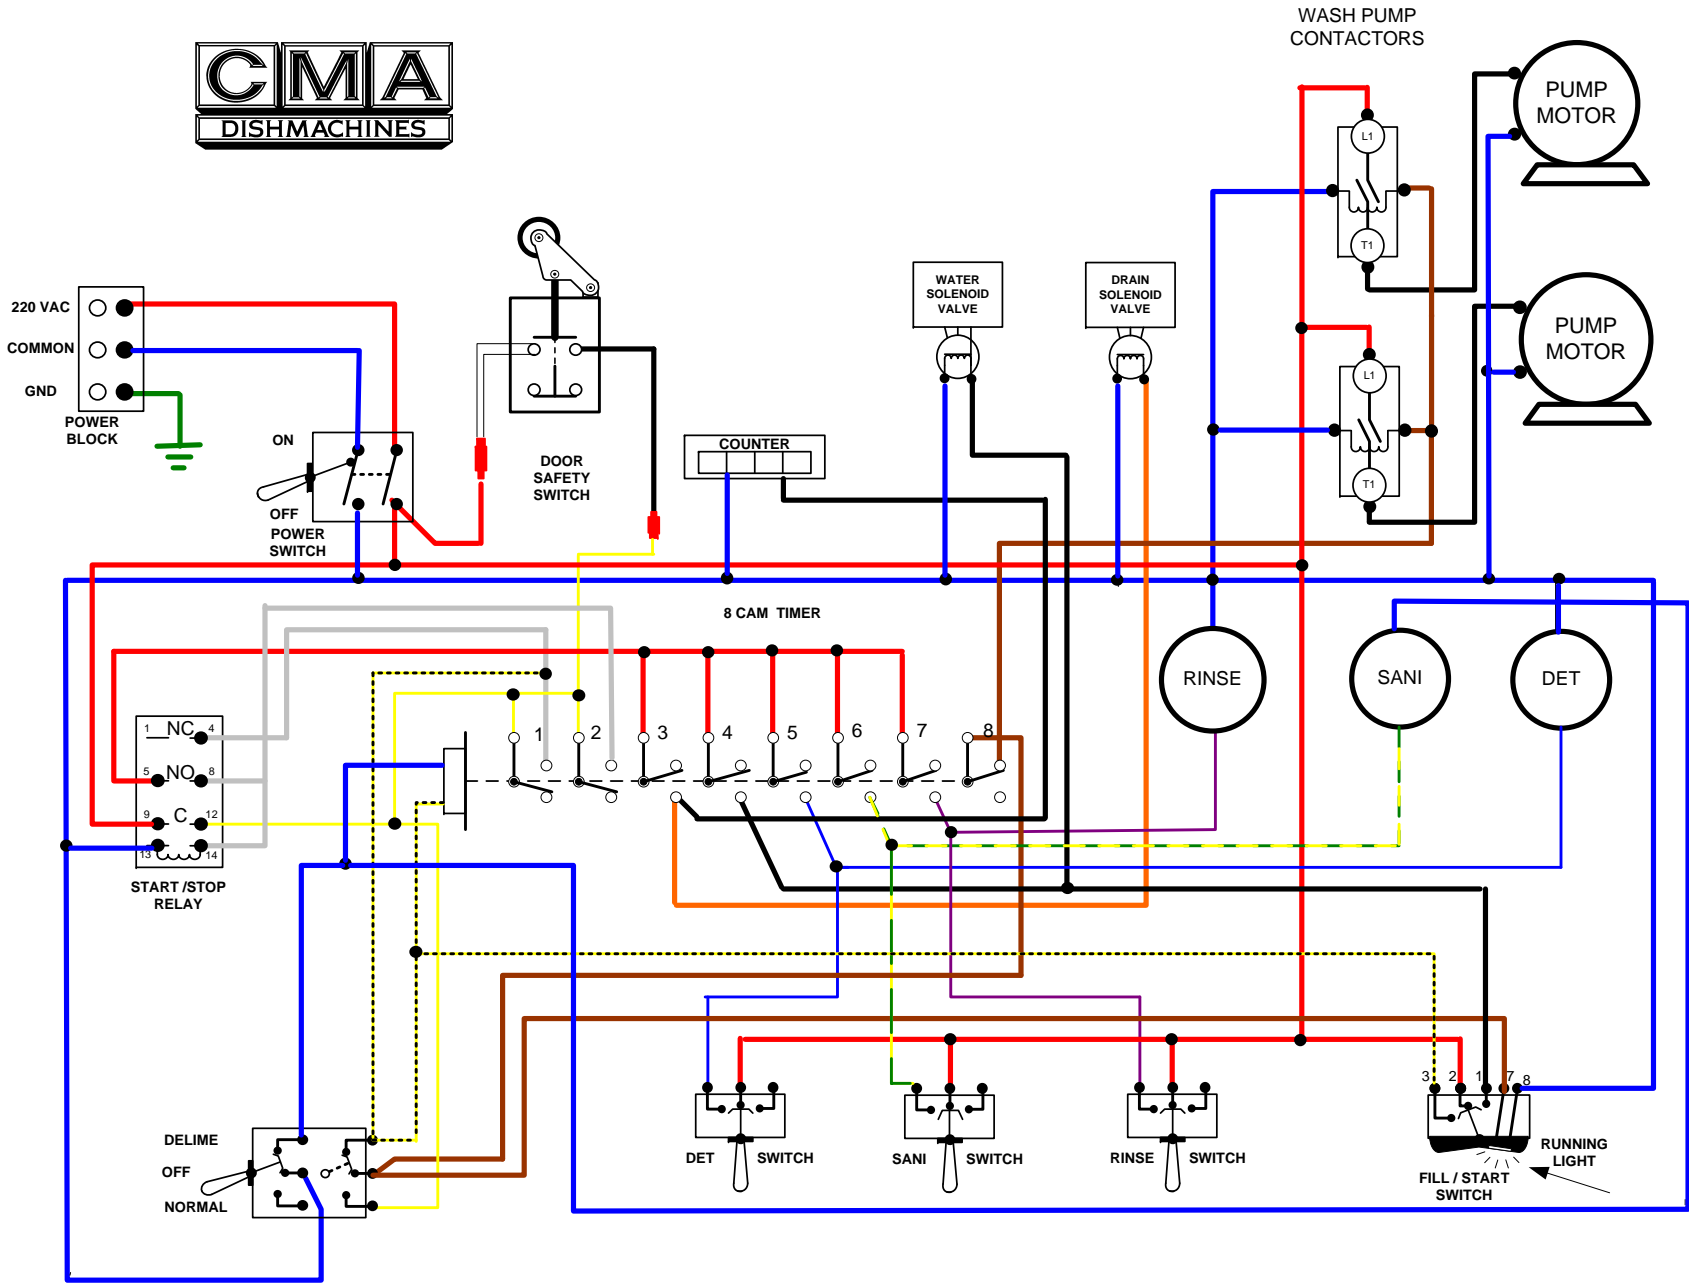 WASH PUMP
CONTACTORS
CMA
DISHMACHINES
PUMP
MOTOR
L1
T1
220 VAC
COMMON
GND
POWER
BLOCK
ON
OFF
POWER
SWITCH
DOOR
SAFETY
SWITCH
WATER
SOLENOID
VALVE
DRAIN
SOLENOID
VALVE
COUNTER
PUMP
MOTOR
L1
T1
8 CAM TIMER
RINSE
SANI
DET
1 NC 4
5 NO 8
9 C 12
13 14
START /STOP
RELAY
1 2 3 4 5 6 7 8
DELIME
OFF
NORMAL
DET SWITCH
SANI SWITCH
RINSE SWITCH
3 2 1 7 8
RUNNING
LIGHT
FILL / START
SWITCH